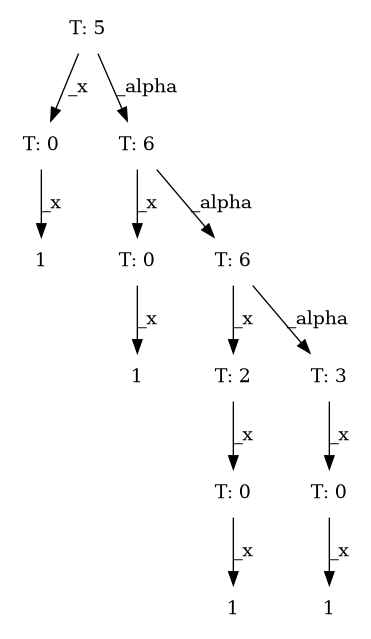 T: 5
_x _alpha
T: 0 T: 6
_x _x _alpha
1 T: 0 T: 6
_x _x _alpha
1 T: 2 T: 3
_x _x
T: 0 T: 0
_x _x
1 1